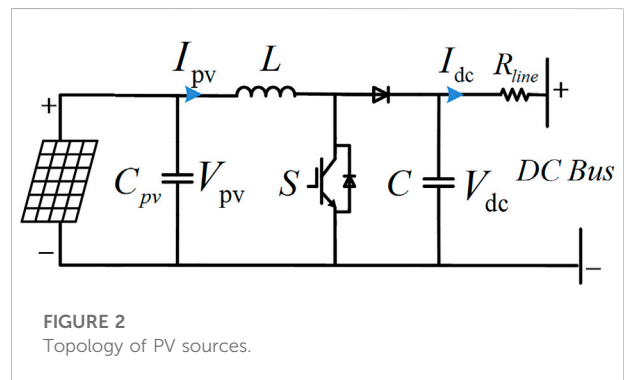 I_pv L I_dc R_line
+ +
C_pv V_pv S C V_dc DC Bus
− −
FIGURE 2
Topology of PV sources.